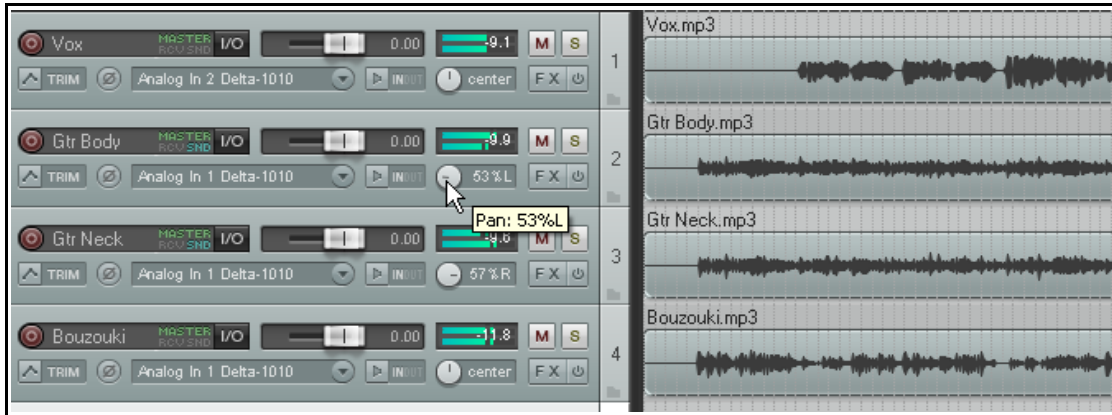 Vox MASTER RCV SND I/O 0.00 -9.1 M S 1 Vox.mp3
TRIM Analog In 2 Delta-1010 IN OUT center FX
Gtr Body MASTER RCV SND I/O 0.00 -9.9 M S 2 Gtr Body.mp3
TRIM Analog In 1 Delta-1010 IN OUT 53%L FX
Pan: 53%L
Gtr Neck MASTER RCV SND I/O 0.00 -9.6 M S 3 Gtr Neck.mp3
TRIM Analog In 1 Delta-1010 IN OUT 57%R FX
Bouzouki MASTER RCV SND I/O 0.00 -11.8 M S 4 Bouzouki.mp3
TRIM Analog In 1 Delta-1010 IN OUT center FX